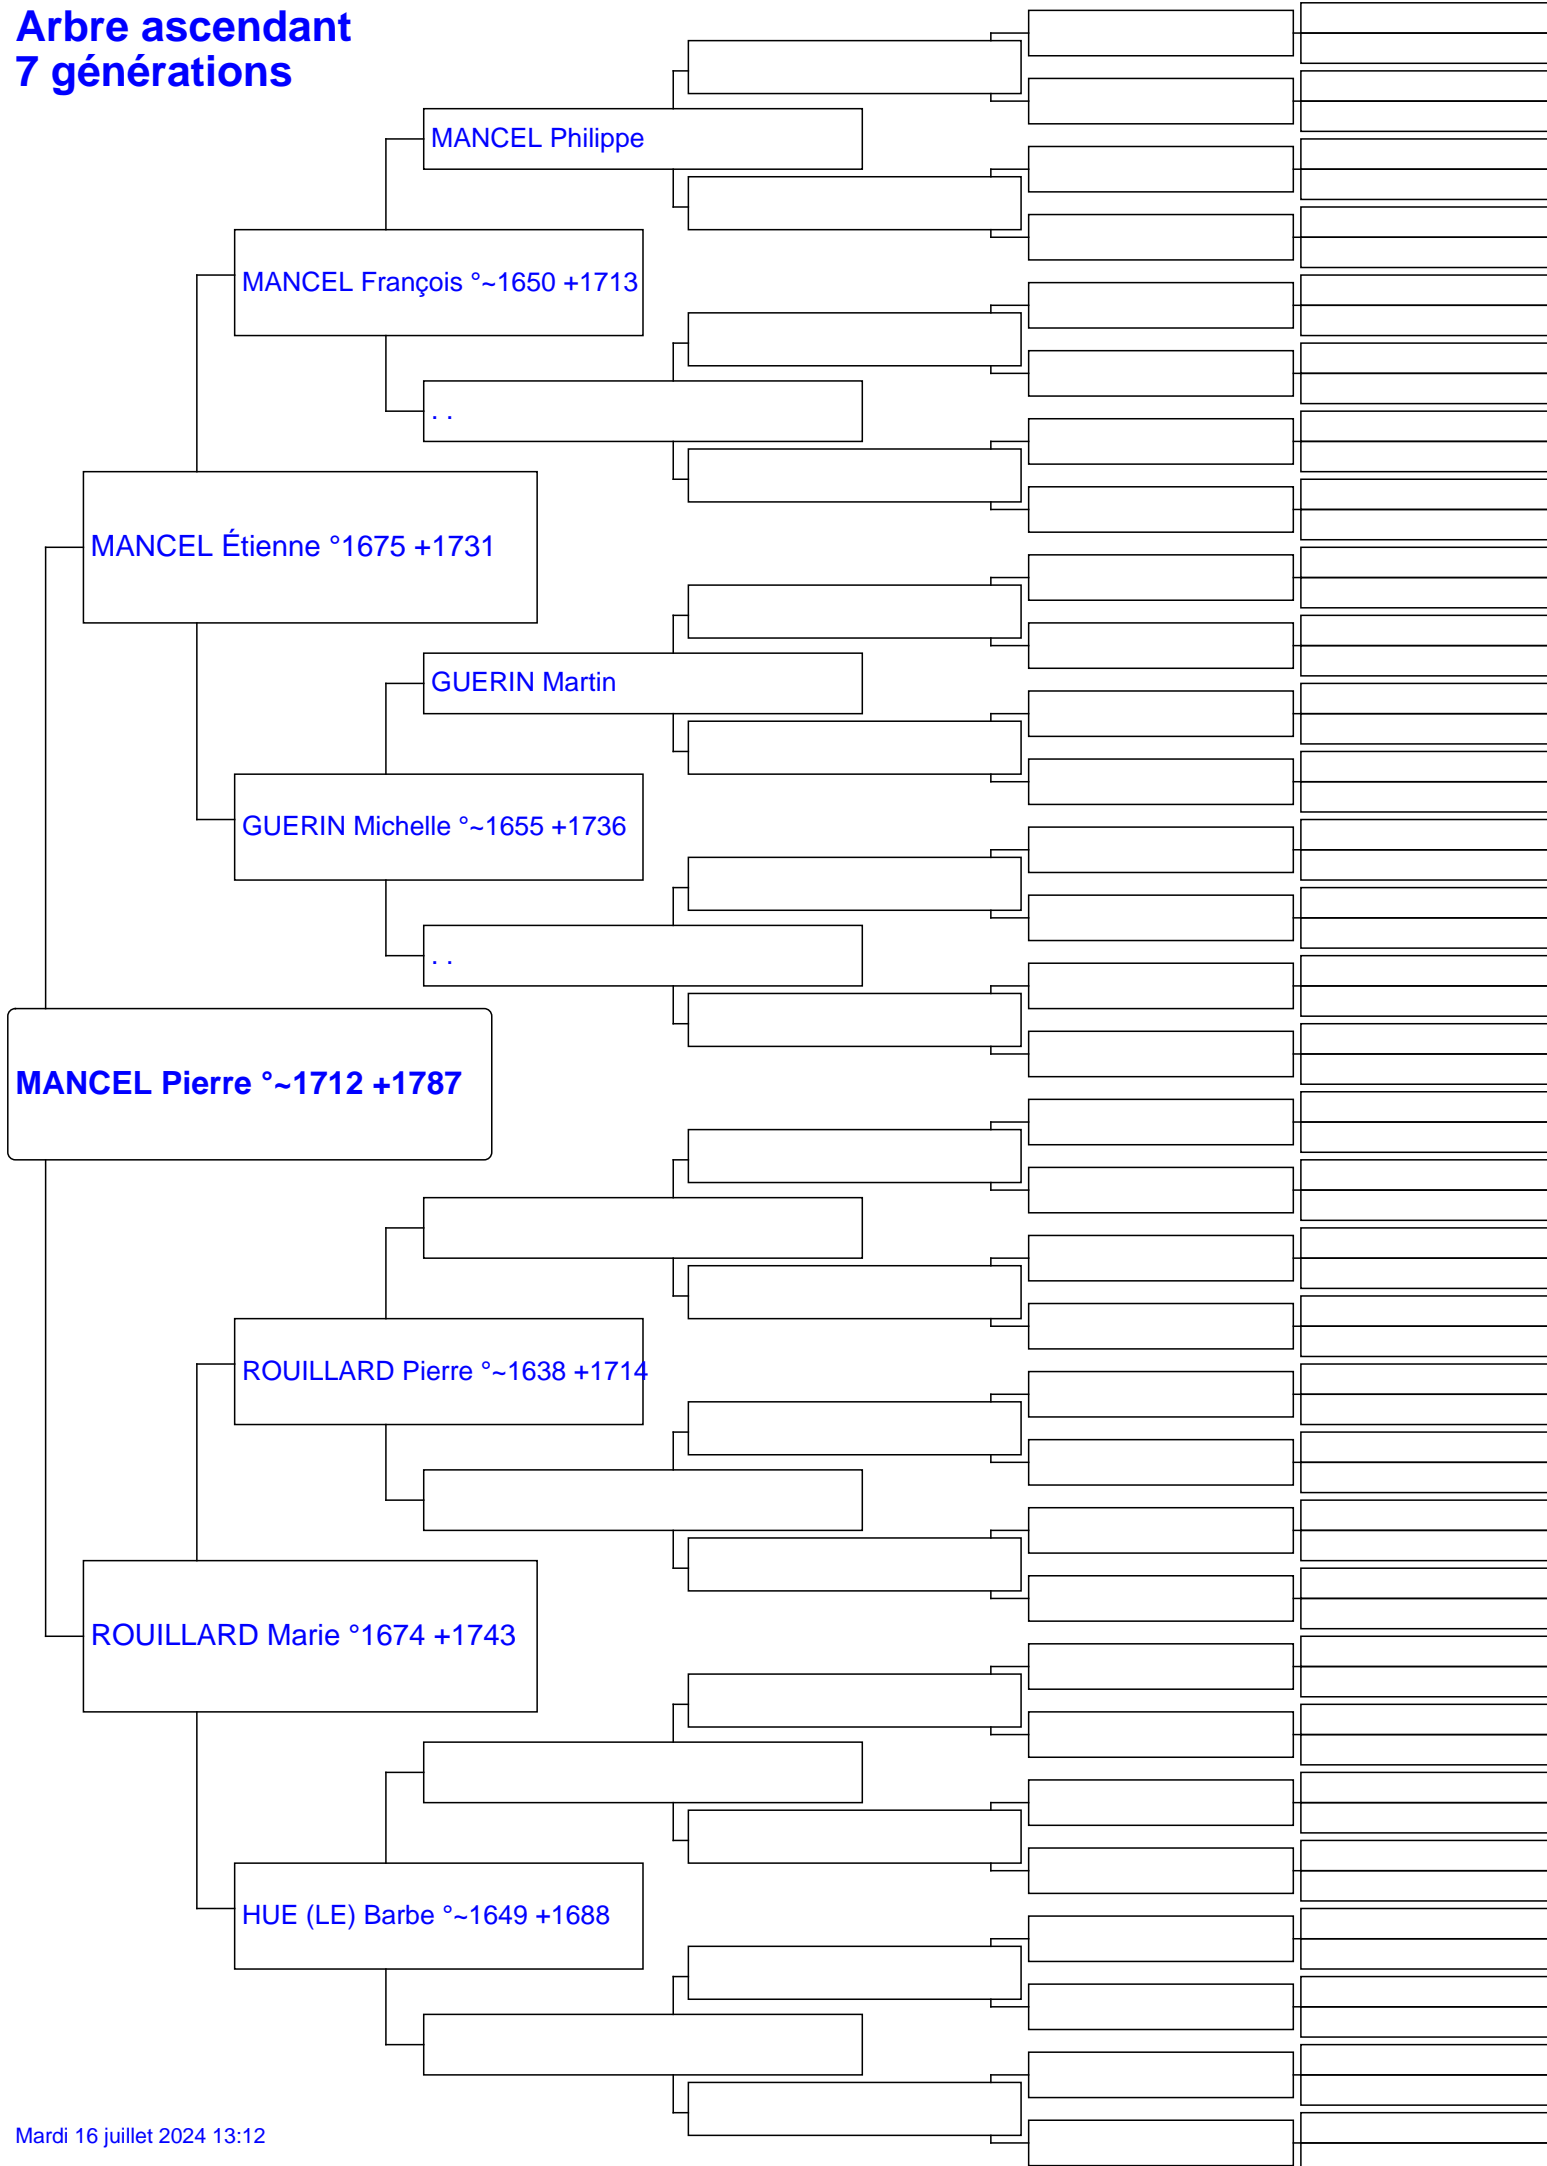 Arbre ascendant
7 générations
MANCEL Philippe
MANCEL François °~1650 +1713
. .
MANCEL Étienne °1675 +1731
GUERIN Martin
GUERIN Michelle °~1655 +1736
. .
MANCEL Pierre °~1712 +1787
ROUILLARD Pierre °~1638 +1714
ROUILLARD Marie °1674 +1743
HUE (LE) Barbe °~1649 +1688
Mardi 16 juillet 2024 13:12